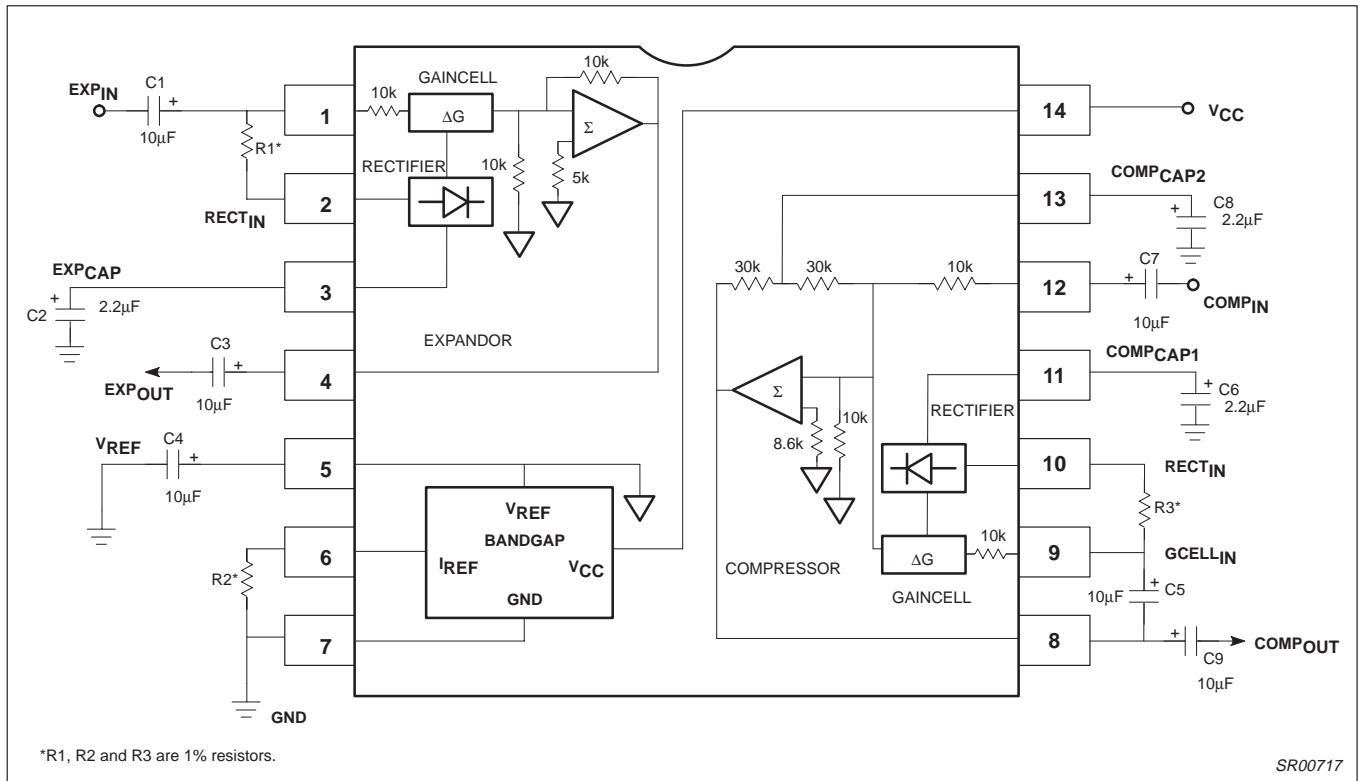 EXPIN
C1
+
10µF
R1*
RECTIN
EXPCAP
+
C2
2.2µF
C3
+
EXPOUT
10µF
VREF
C4
+
10µF
R2*
GND
1
2
3
4
5
6
7
10k
GAINCELL
ΔG
10k
Σ
10k
5k
RECTIFIER
EXPANDOR
VREF
BANDGAP
IREF
VCC
GND
30k
30k
10k
Σ
10k
8.6k
RECTIFIER
10k
ΔG
COMPRESSOR
GAINCELL
14
13
12
11
10
9
8
VCC
COMPCAP2
+
C8
2.2µF
C7
+
COMPIN
10µF
COMPCAP1
+
C6
2.2µF
RECTIN
R3*
GCELLIN
+
10µF
C5
+
COMPOUT
C9
10µF
*R1, R2 and R3 are 1% resistors.
SR00717